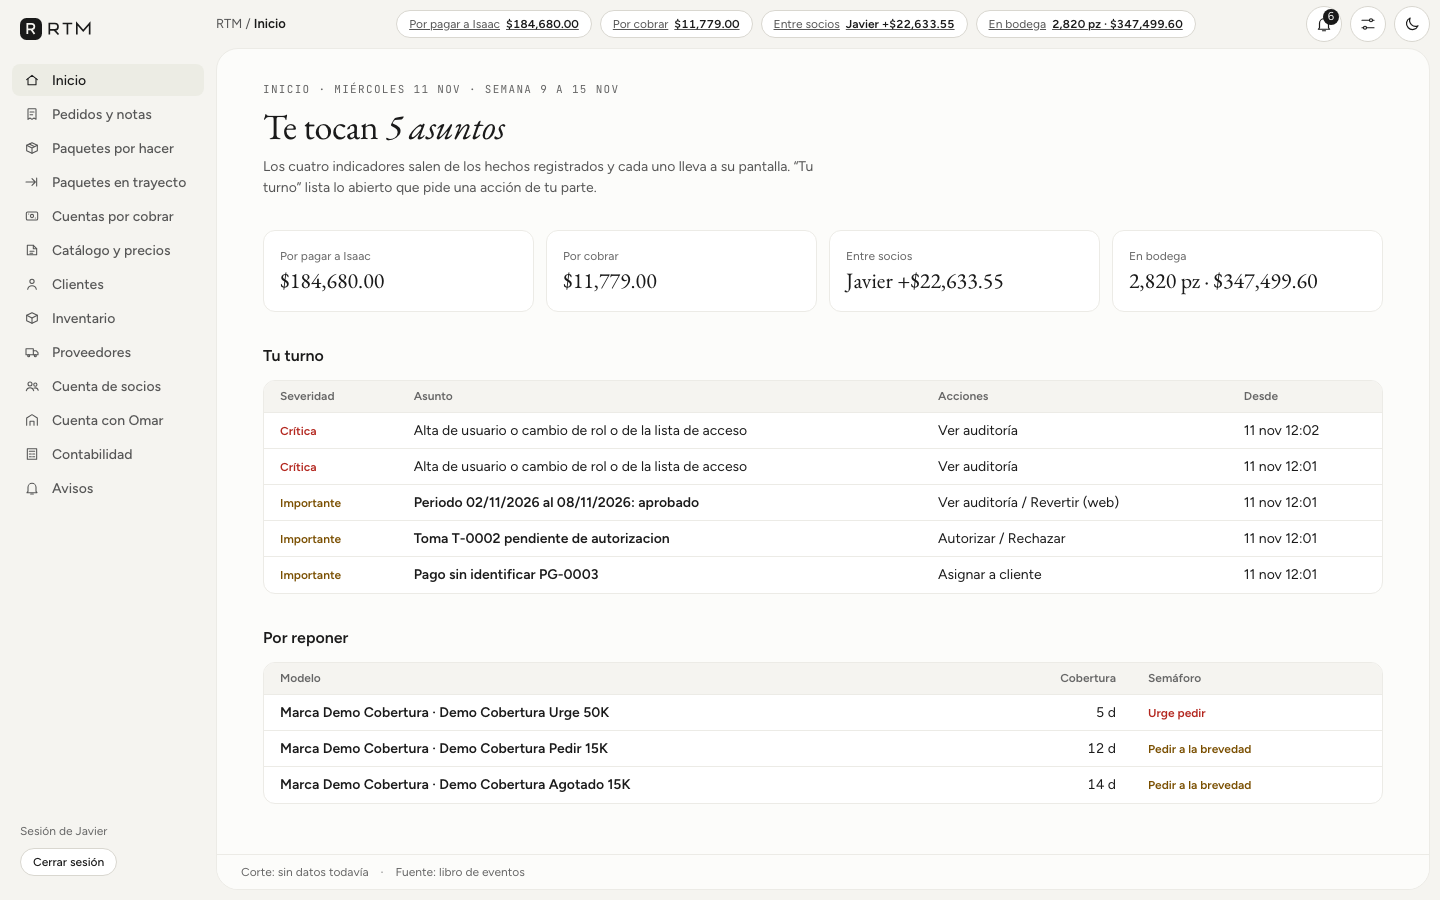 R RTM
RTM / Inicio
Por pagar a Isaac $184,680.00
Por cobrar $11,779.00
Entre socios Javier +$22,633.55
En bodega 2,820 pz · $347,499.60
6
Inicio
Pedidos y notas
Paquetes por hacer
Paquetes en trayecto
Cuentas por cobrar
Catálogo y precios
Clientes
Inventario
Proveedores
Cuenta de socios
Cuenta con Omar
Contabilidad
Avisos
Sesión de Javier
Cerrar sesión
INICIO · MIÉRCOLES 11 NOV · SEMANA 9 A 15 NOV
Te tocan 5 asuntos
Los cuatro indicadores salen de los hechos registrados y cada uno lleva a su pantalla. “Tu
turno” lista lo abierto que pide una acción de tu parte.
Por pagar a Isaac
$184,680.00
Por cobrar
$11,779.00
Entre socios
Javier +$22,633.55
En bodega
2,820 pz · $347,499.60
Tu turno
Severidad Asunto Acciones Desde
Crítica Alta de usuario o cambio de rol o de la lista de acceso Ver auditoría 11 nov 12:02
Crítica Alta de usuario o cambio de rol o de la lista de acceso Ver auditoría 11 nov 12:01
Importante Periodo 02/11/2026 al 08/11/2026: aprobado Ver auditoría / Revertir (web) 11 nov 12:01
Importante Toma T-0002 pendiente de autorizacion Autorizar / Rechazar 11 nov 12:01
Importante Pago sin identificar PG-0003 Asignar a cliente 11 nov 12:01
Por reponer
Modelo Cobertura Semáforo
Marca Demo Cobertura · Demo Cobertura Urge 50K 5 d Urge pedir
Marca Demo Cobertura · Demo Cobertura Pedir 15K 12 d Pedir a la brevedad
Marca Demo Cobertura · Demo Cobertura Agotado 15K 14 d Pedir a la brevedad
Corte: sin datos todavía · Fuente: libro de eventos